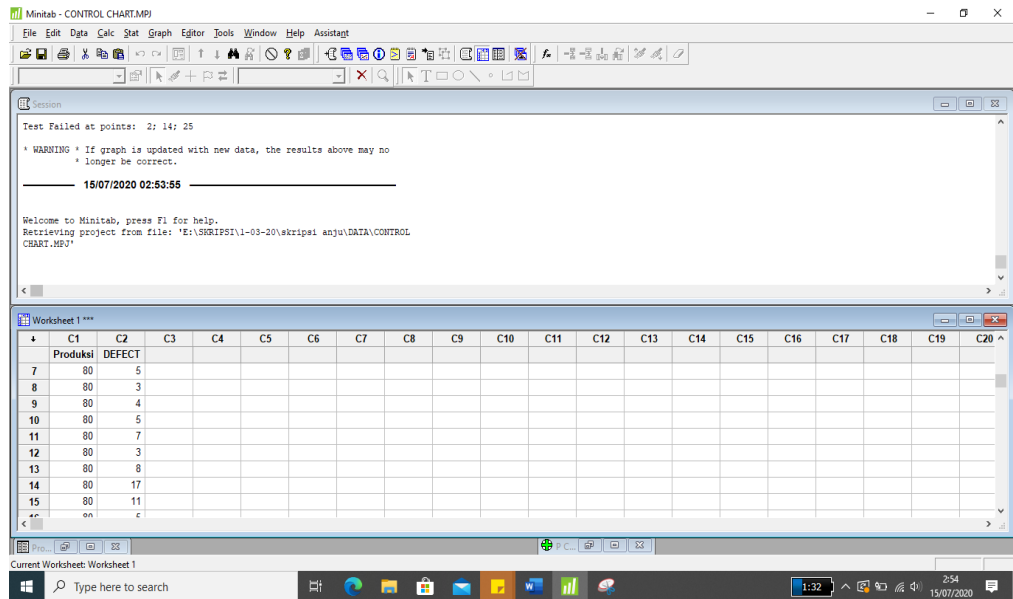 Minitab - CONTROL CHART.MPJ
File Edit Data Calc Stat Graph Editor Tools Window Help Assistant
Session
Test Failed at points: 2; 14; 25
* WARNING * If graph is updated with new data, the results above may no
* longer be correct.
15/07/2020 02:53:55
Welcome to Minitab, press F1 for help.
Retrieving project from file: 'E:\SKRIPSI\1-03-20\skripsi anju\DATA\CONTROL
CHART.MPJ'
Worksheet 1 ***
C1 C2 C3 C4 C5 C6 C7 C8 C9 C10 C11 C12 C13 C14 C15 C16 C17 C18 C19 C20
Produksi DEFECT
7 80 5
8 80 3
9 80 4
10 80 5
11 80 7
12 80 3
13 80 8
14 80 17
15 80 11
Pro...
P C...
Current Worksheet: Worksheet 1
Type here to search
1:32
2:54
15/07/2020